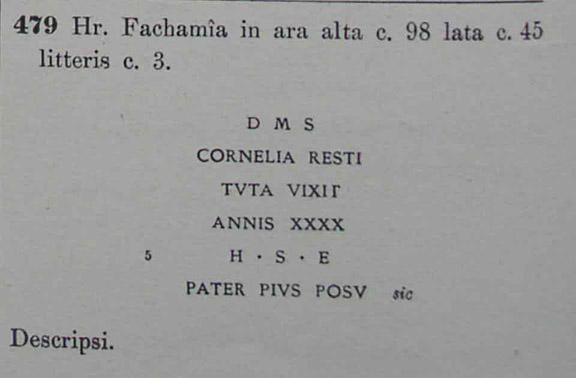 479 Hr. Fachamîa in ara alta c. 98 lata c. 45
litteris c. 3.
D M S
CORNELIA RESTI
TVTA VIXIΓ
ANNIS XXXX
5 H · S · E
PATER PIVS POSV sic
Descripsi.